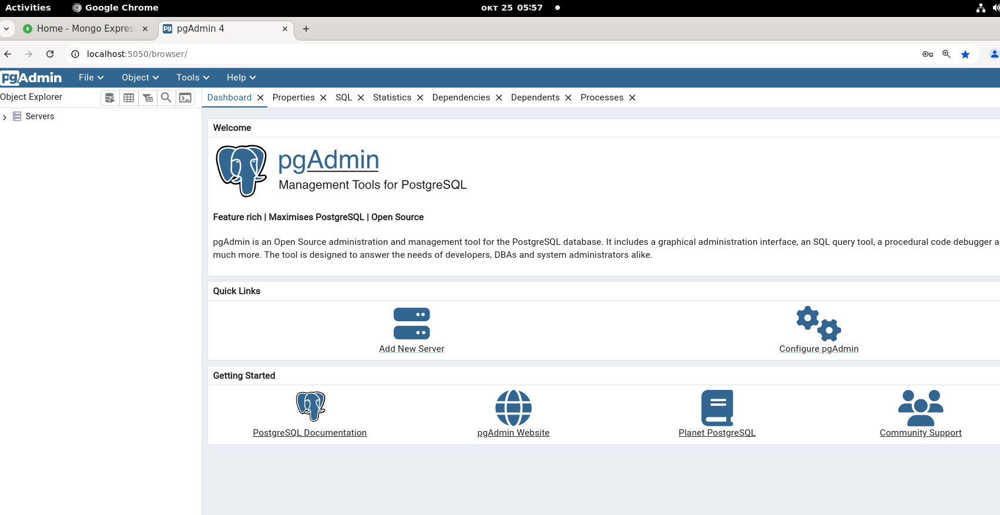 Activities Google Chrome окт 25 05:57
Home - Mongo Expres pgAdmin 4
localhost:5050/browser/
pgAdmin File Object Tools Help
Object Explorer Dashboard Properties SQL Statistics Dependencies Dependents Processes
Servers
Welcome
pgAdmin
Management Tools for PostgreSQL
Feature rich | Maximises PostgreSQL | Open Source
pgAdmin is an Open Source administration and management tool for the PostgreSQL database. It includes a graphical administration interface, an SQL query tool, a procedural code debugger a
much more. The tool is designed to answer the needs of developers, DBAs and system administrators alike.
Quick Links
Add New Server Configure pgAdmin
Getting Started
PostgreSQL Documentation pgAdmin Website Planet PostgreSQL Community Support